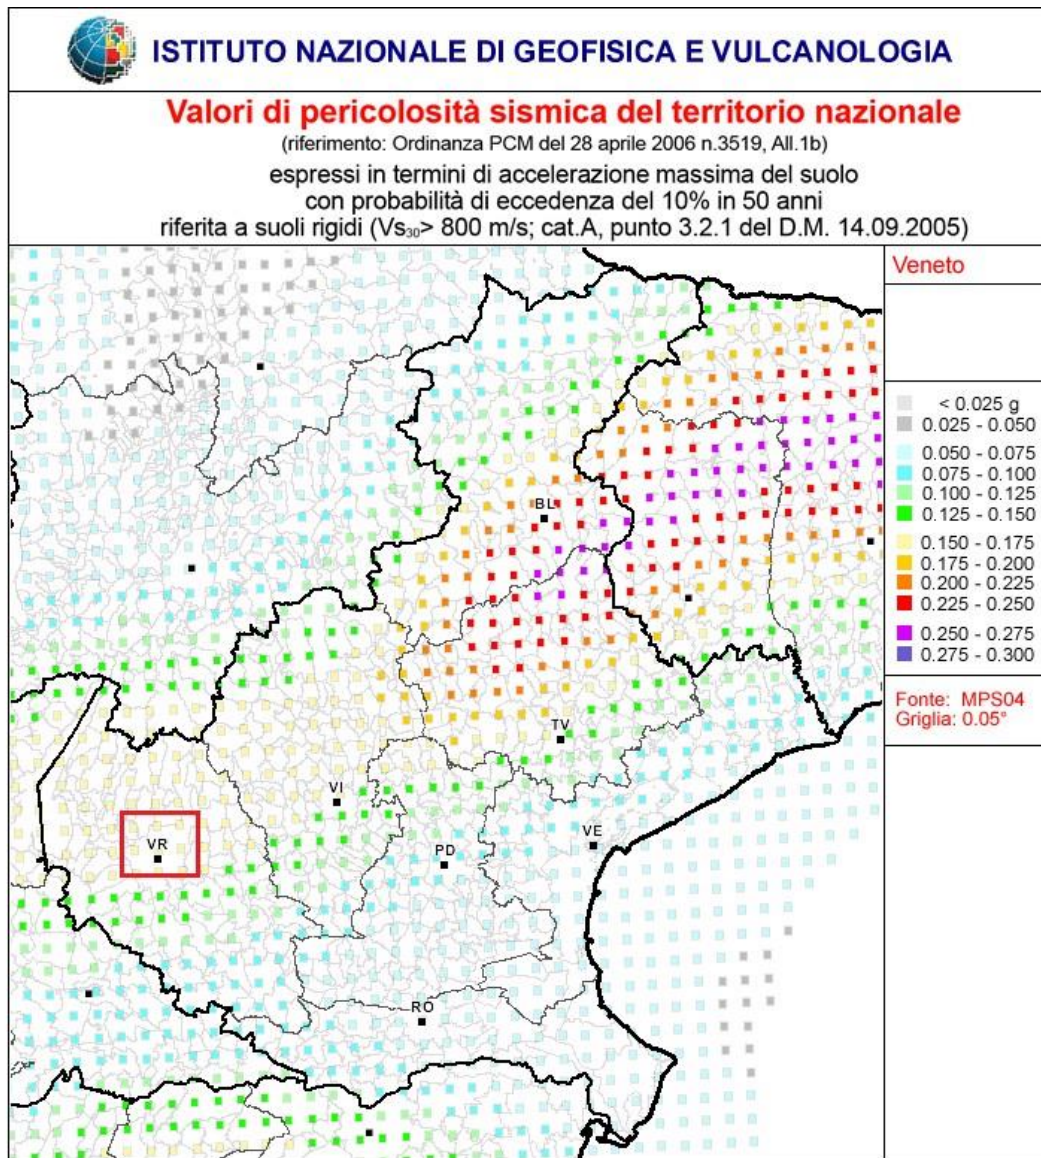 ISTITUTO NAZIONALE DI GEOFISICA E VULCANOLOGIA
Valori di pericolosità sismica del territorio nazionale
(riferimento: Ordinanza PCM del 28 aprile 2006 n.3519, All.1b)
espressi in termini di accelerazione massima del suolo
con probabilità di eccedenza del 10% in 50 anni
riferita a suoli rigidi (Vs30> 800 m/s; cat.A, punto 3.2.1 del D.M. 14.09.2005)
Veneto
< 0.025 g
0.025 - 0.050
0.050 - 0.075
0.075 - 0.100
0.100 - 0.125
0.125 - 0.150
0.150 - 0.175
0.175 - 0.200
0.200 - 0.225
0.225 - 0.250
0.250 - 0.275
0.275 - 0.300
Fonte: MPS04
Griglia: 0.05°
BL
TV
VI
VR
PD
VE
RO